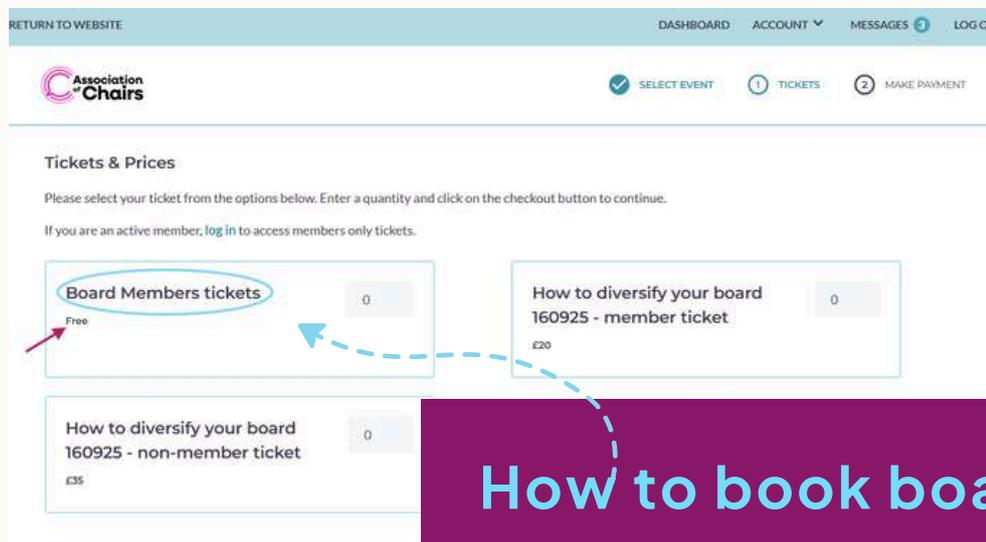 RETURN TO WEBSITE
DASHBOARD ACCOUNT MESSAGES 3 LOG O
Association
of Chairs
SELECT EVENT
1 TICKETS
2 MAKE PAYMENT
Tickets & Prices
Please select your ticket from the options below. Enter a quantity and click on the checkout button to continue.
If you are an active member, log in to access members only tickets.
Board Members tickets
0
Free
How to diversify your board
160925 - member ticket
0
£20
How to diversify your board
160925 - non-member ticket
0
£35
How to book boa